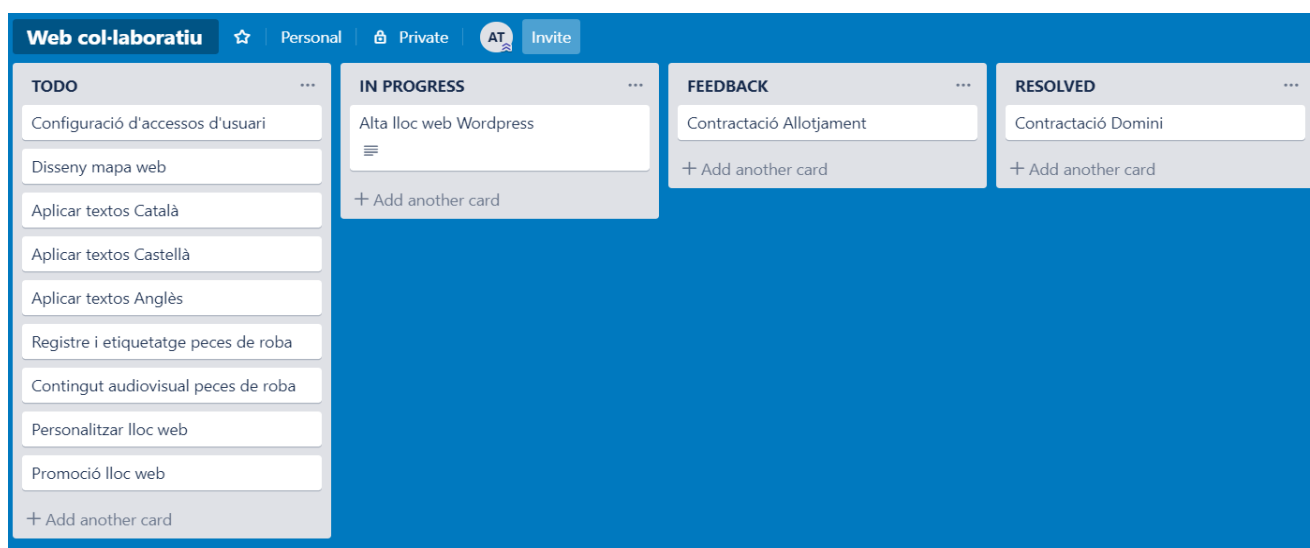 Web col·laboratiu
Personal
Private
AT
Invite
TODO
Configuració d'accessos d'usuari
Disseny mapa web
Aplicar textos Català
Aplicar textos Castellà
Aplicar textos Anglès
Registre i etiquetatge peces de roba
Contingut audiovisual peces de roba
Personalitzar lloc web
Promoció lloc web
+ Add another card
IN PROGRESS
Alta lloc web Wordpress
+ Add another card
FEEDBACK
Contractació Allotjament
+ Add another card
RESOLVED
Contractació Domini
+ Add another card